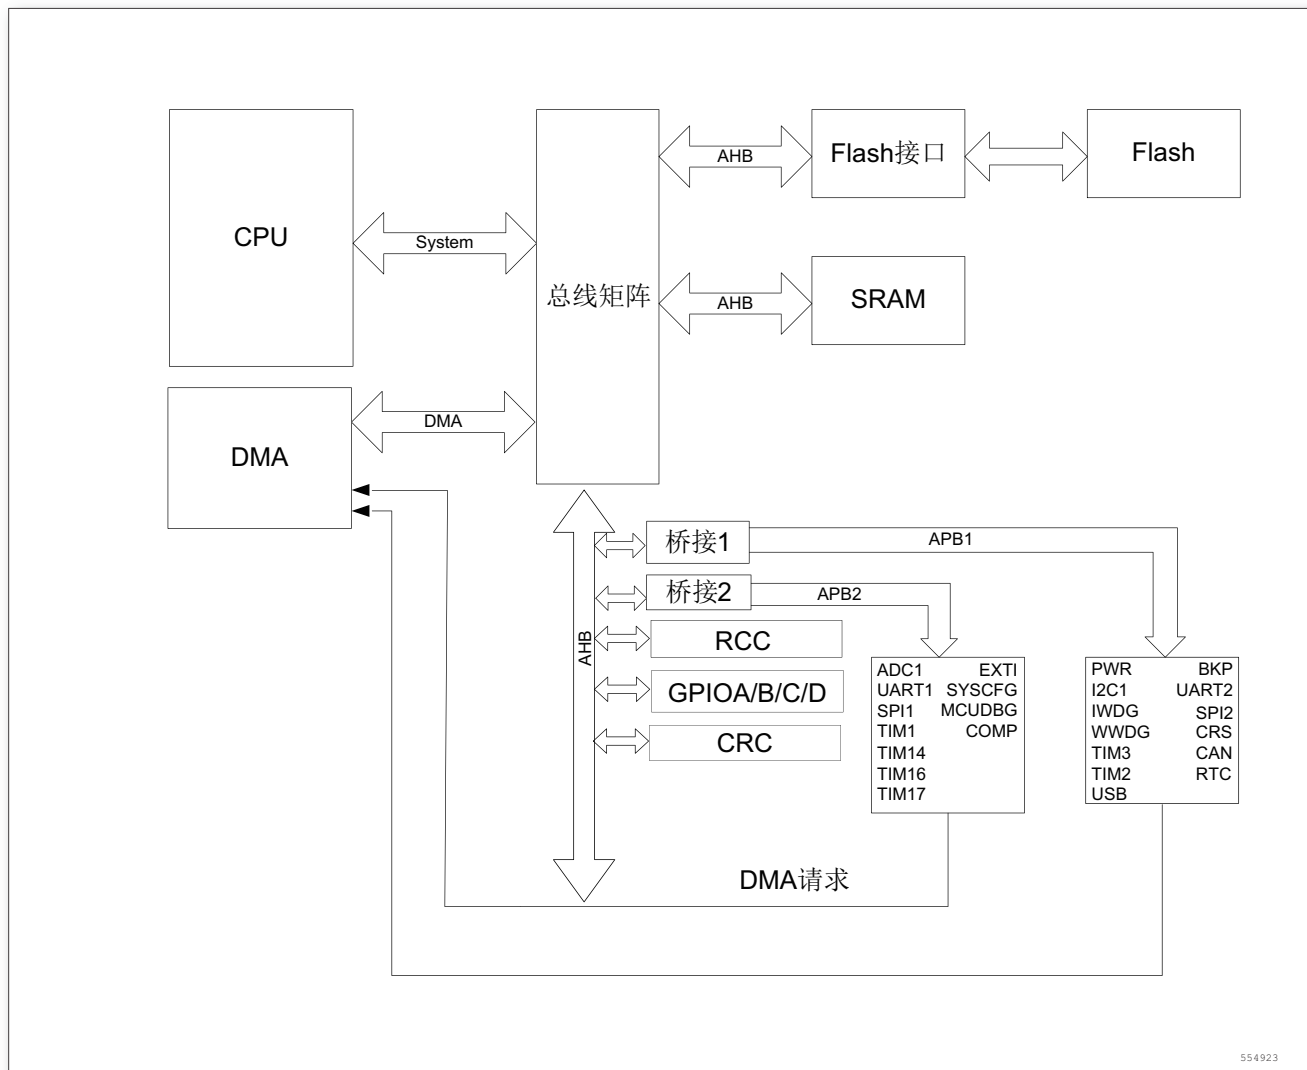 CPU
System
总线矩阵
AHB
Flash接口
Flash
AHB
SRAM
DMA
DMA
AHB
桥接1
APB1
桥接2
APB2
RCC
GPIOA/B/C/D
CRC
ADC1 EXTI
UART1 SYSCFG
SPI1 MCUDBG
TIM1 COMP
TIM14
TIM16
TIM17
PWR BKP
I2C1 UART2
IWDG SPI2
WWDG CRS
TIM3 CAN
TIM2 RTC
USB
DMA请求
554923